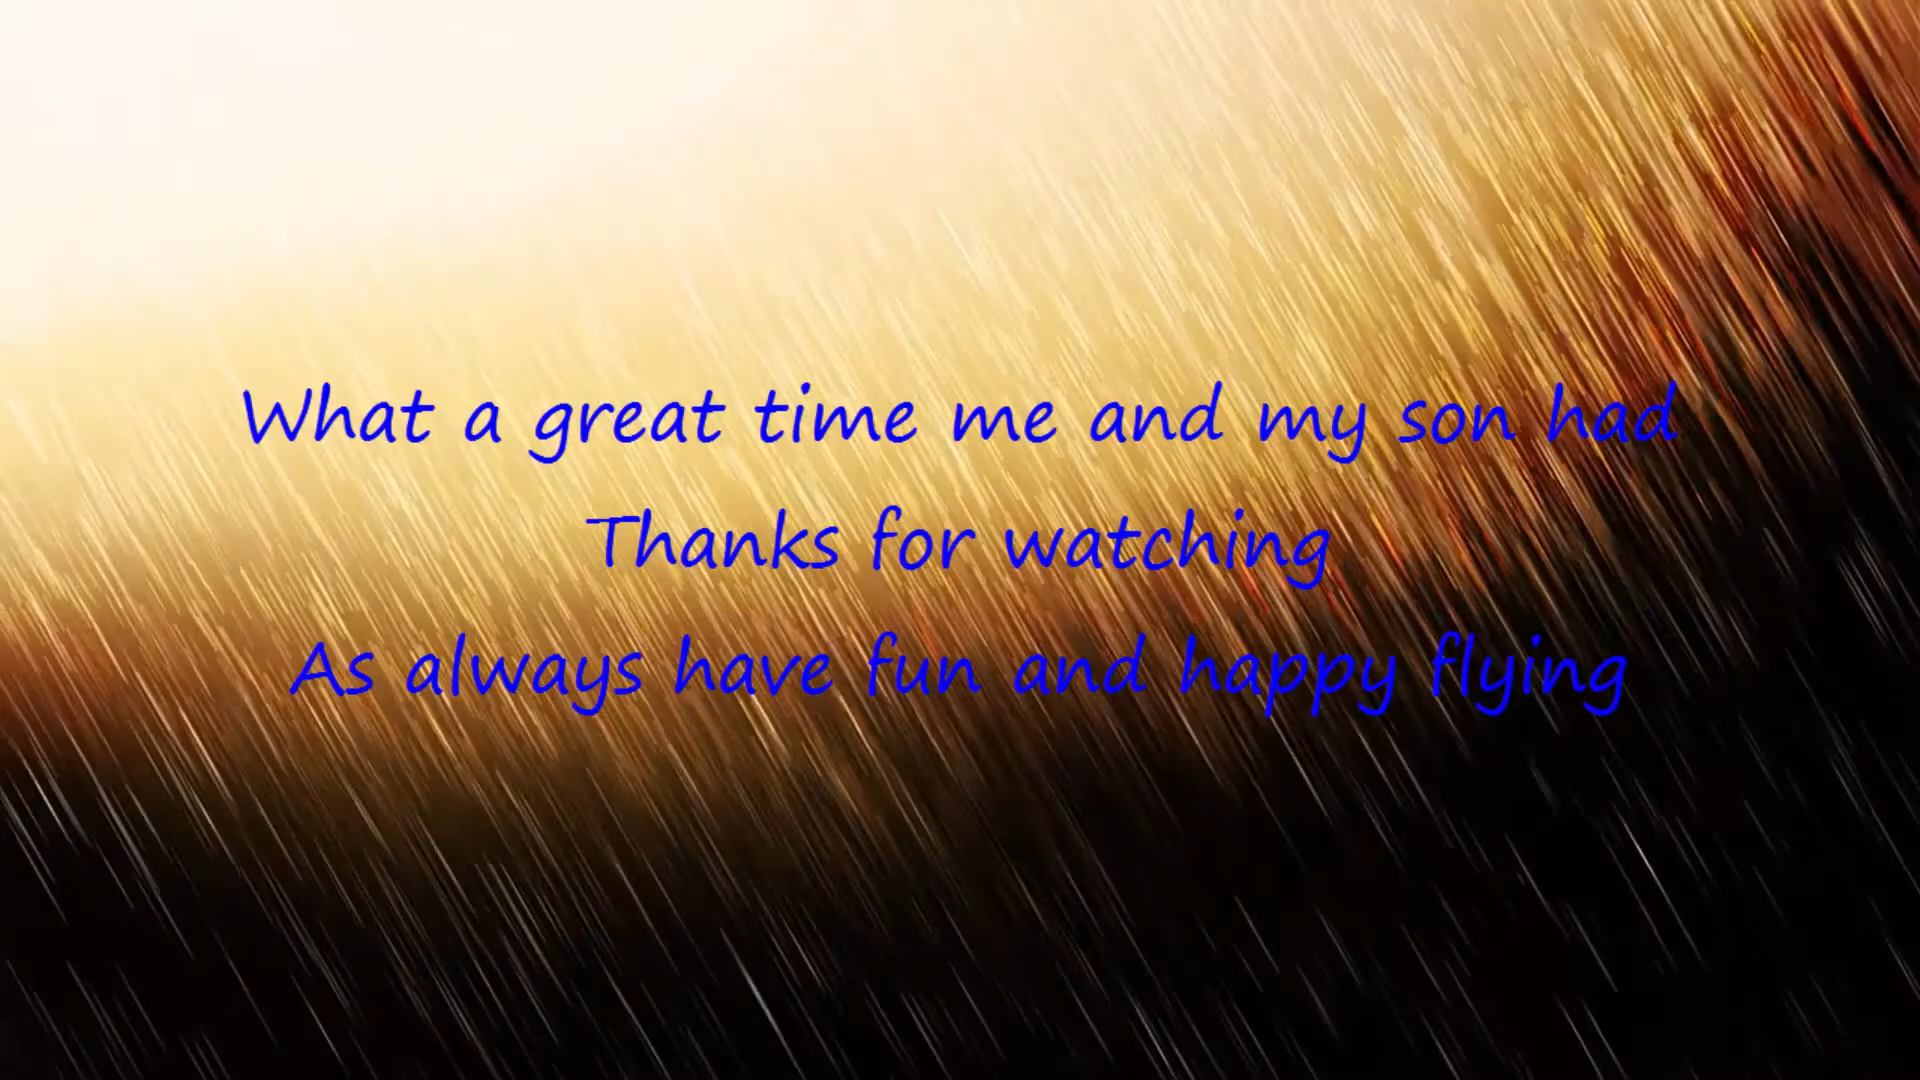 What a great time me and my son had
Thanks for watching
As always have fun and happy flying